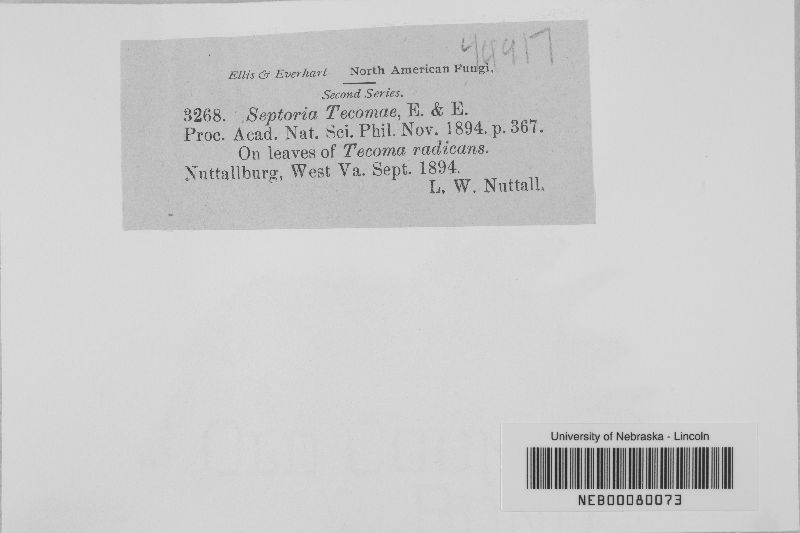 44917
Ellis & Everhart North American Fungi,
Second Series.
3268. Septoria Tecomae, E. & E.
Proc. Acad. Nat. Sci. Phil. Nov. 1894. p. 367.
On leaves of Tecoma radicans.
Nuttallburg, West Va. Sept. 1894.
L. W. Nuttall.
University of Nebraska - Lincoln
NEB00080073